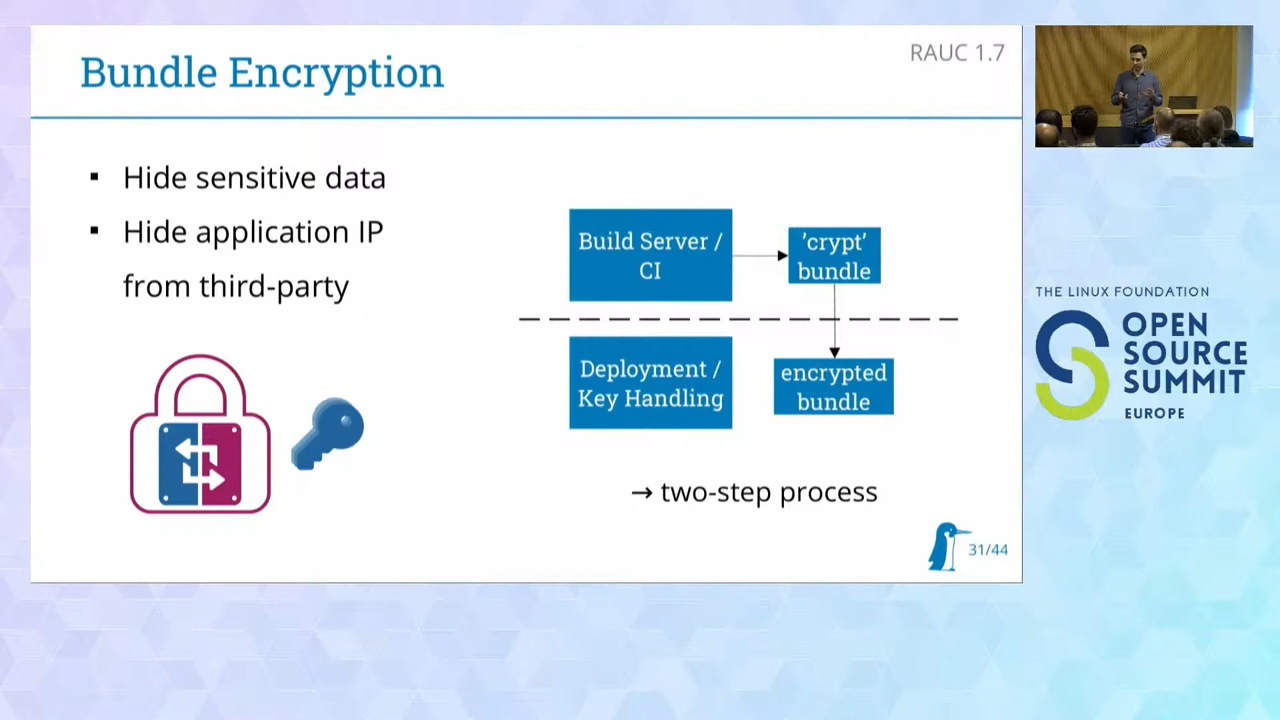 Bundle Encryption
RAUC 1.7
▪ Hide sensitive data
▪ Hide application IP
from third-party
Build Server /
CI
’crypt’
bundle
Deployment /
Key Handling
encrypted
bundle
→ two-step process
31/44
THE LINUX FOUNDATION
OPEN
SOURCE
SUMMIT
EUROPE